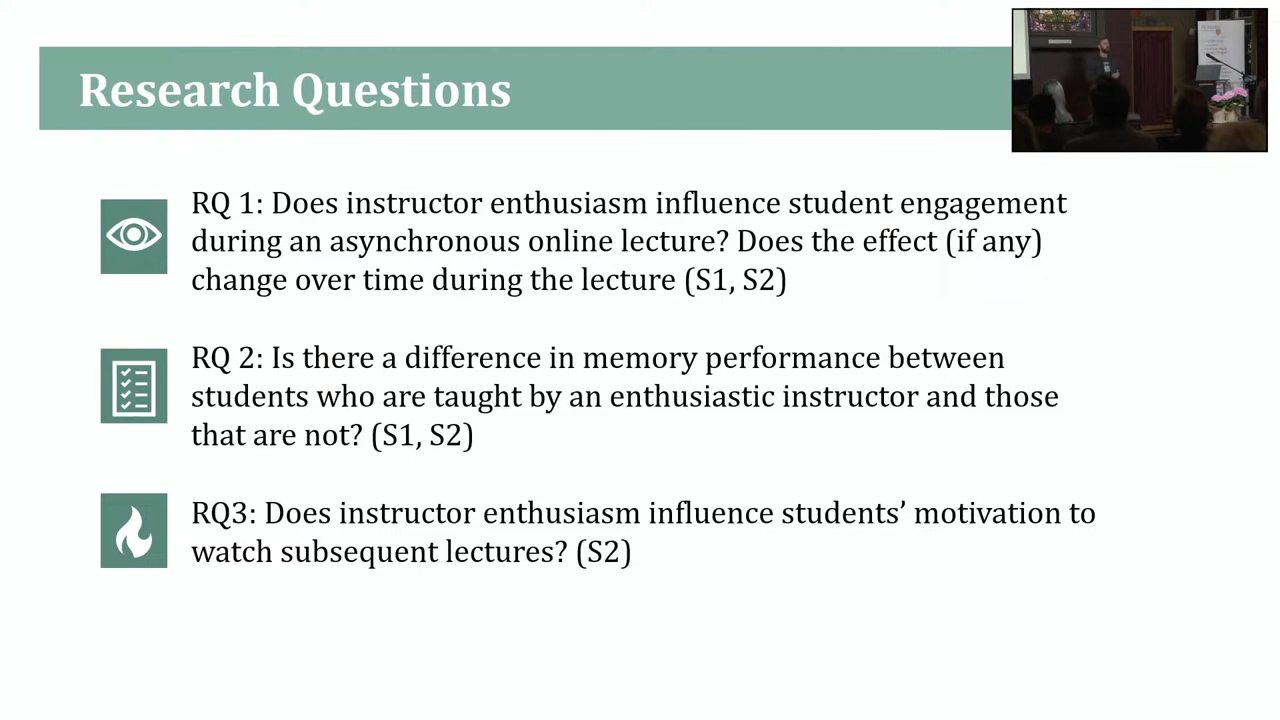 Research Questions
RQ 1: Does instructor enthusiasm influence student engagement
during an asynchronous online lecture? Does the effect (if any)
change over time during the lecture (S1, S2)
RQ 2: Is there a difference in memory performance between
students who are taught by an enthusiastic instructor and those
that are not? (S1, S2)
RQ3: Does instructor enthusiasm influence students’ motivation to
watch subsequent lectures? (S2)